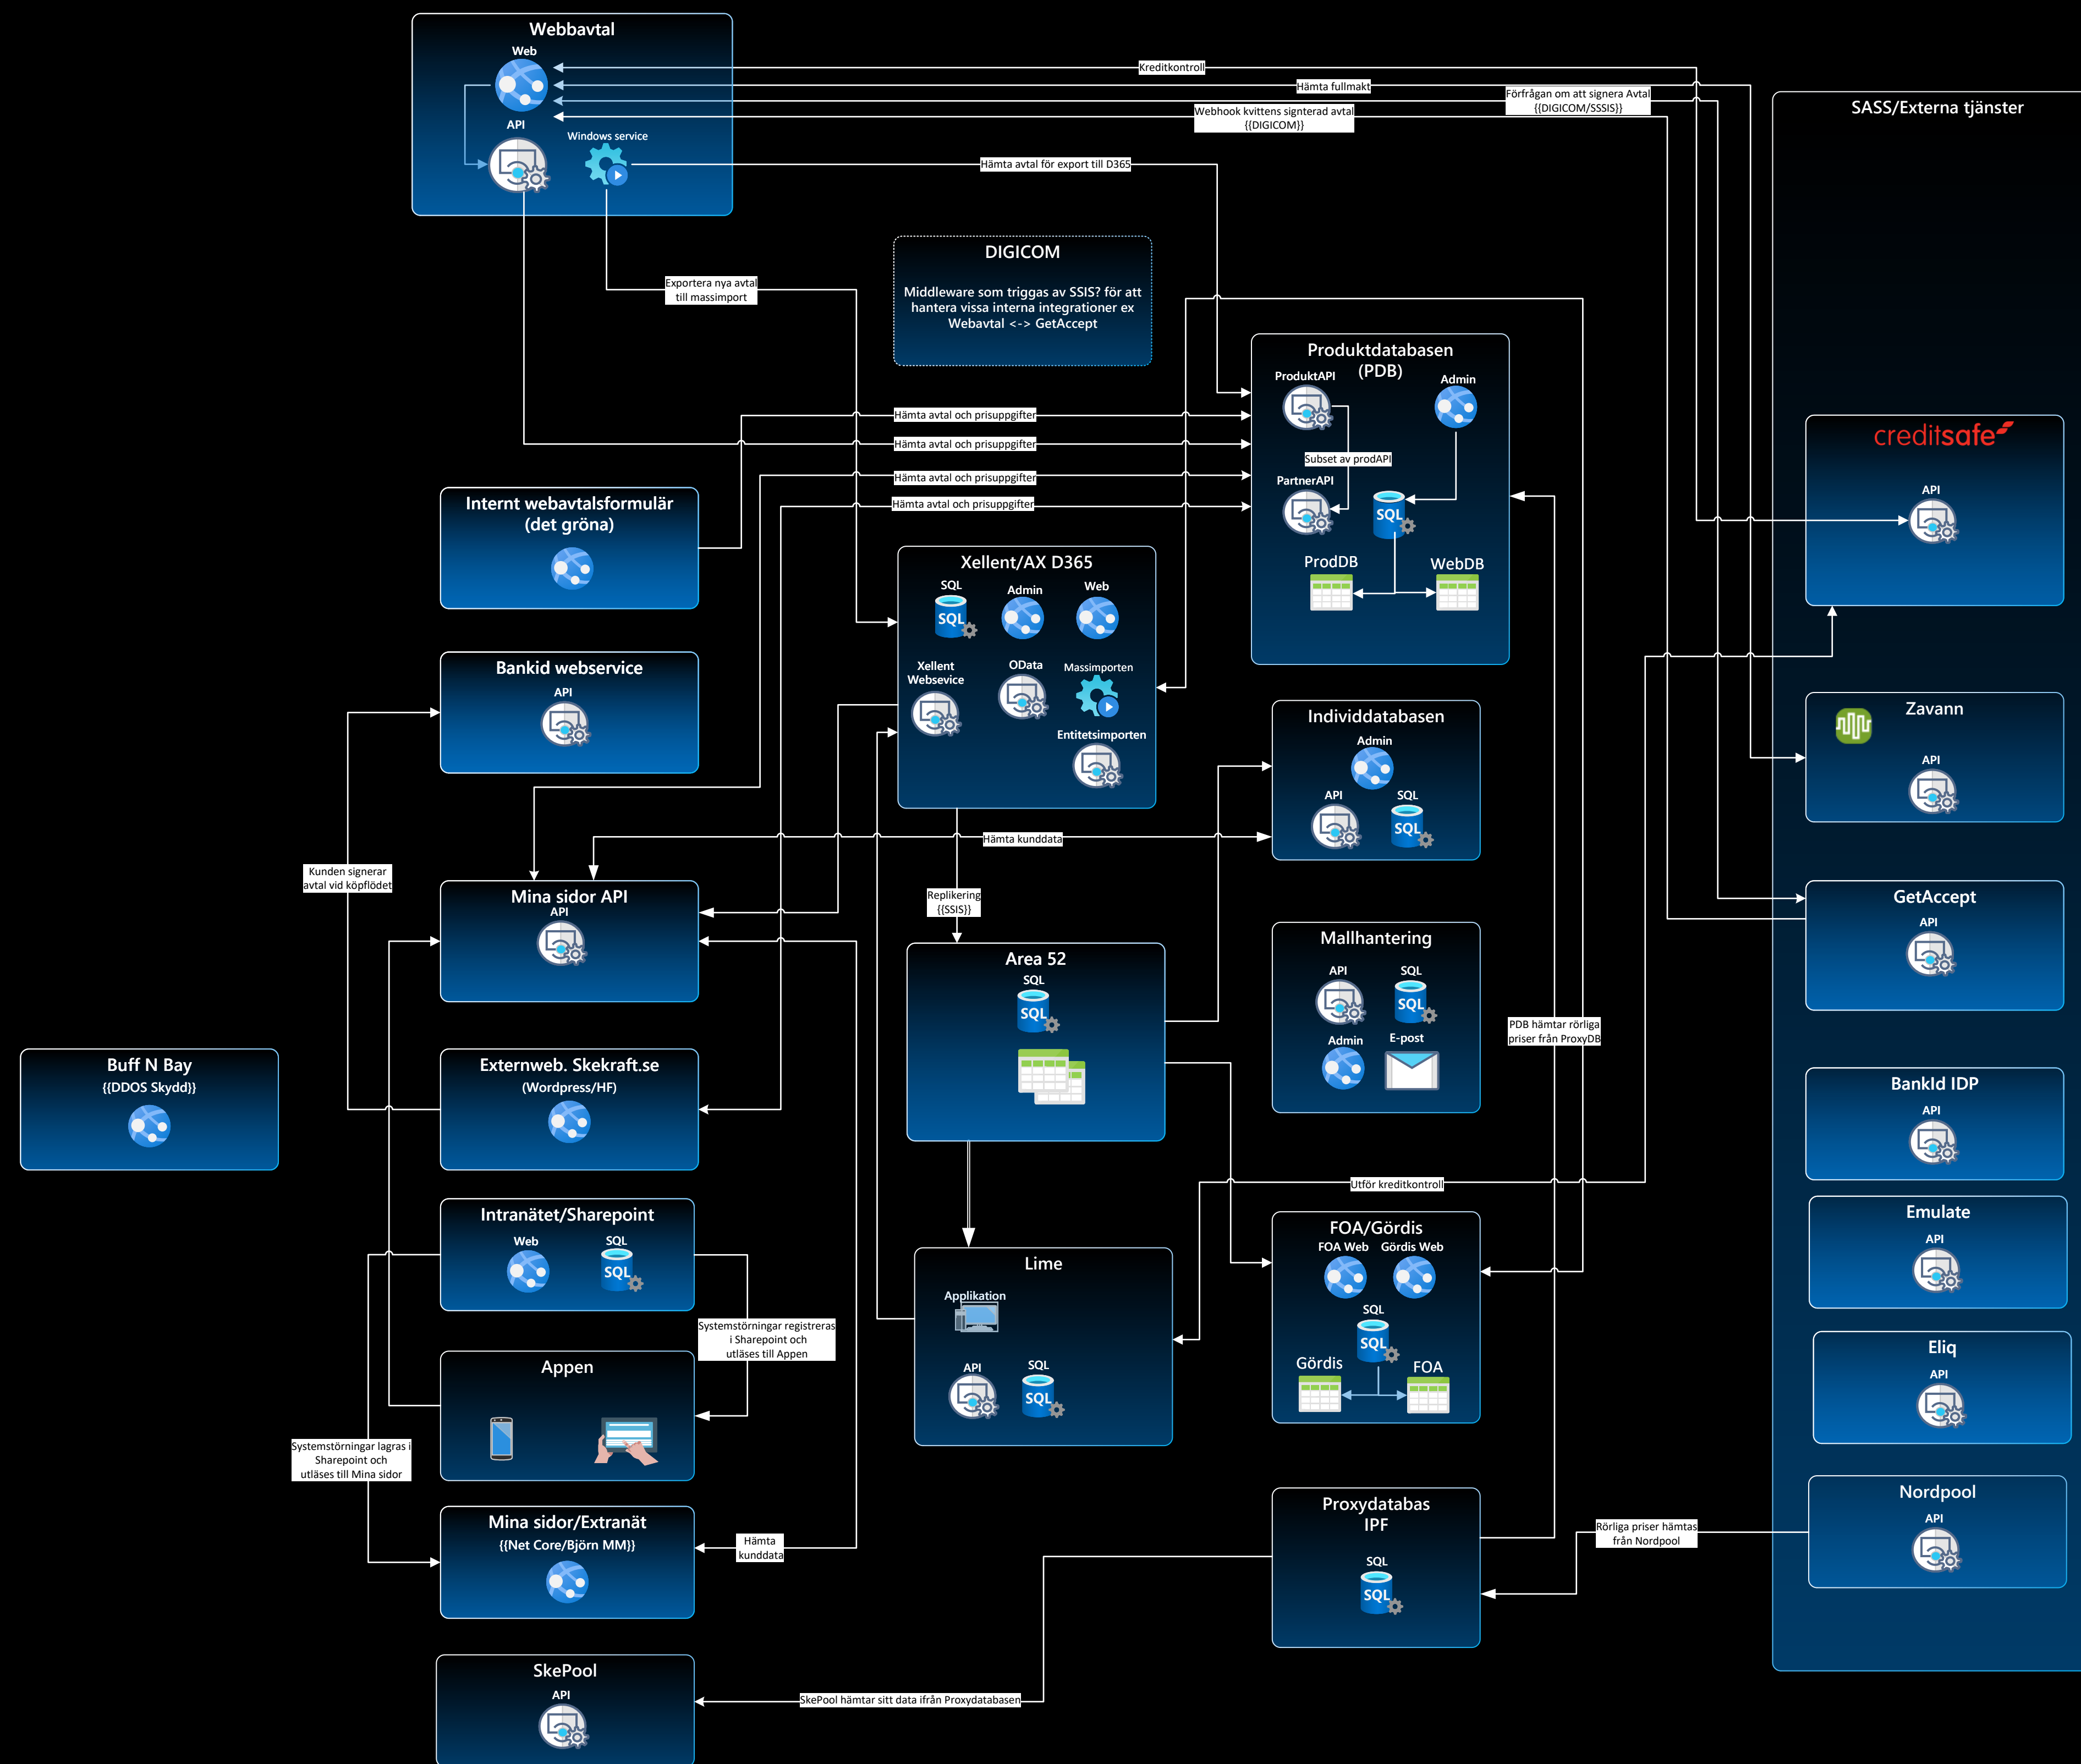 Webbavtal
Web
API
Windows service
Kreditkontroll
Hämta fullmakt
Förfrågan om att signera Avtal
{{DIGICOM/SSSIS}}
Webhook kvittens signterad avtal
{{DIGICOM}}
Hämta avtal för export till D365
SASS/Externa tjänster
Exportera nya avtal
till massimport
DIGICOM
Middleware som triggas av SSIS? för att
hantera vissa interna integrationer ex
Webavtal <-> GetAccept
Produktdatabasen
(PDB)
ProduktAPI
Admin
Subset av prodAPI
PartnerAPI
SQL
ProdDB
WebDB
Hämta avtal och prisuppgifter
Hämta avtal och prisuppgifter
Hämta avtal och prisuppgifter
Hämta avtal och prisuppgifter
creditsafe
API
Internt webavtalsformulär
(det gröna)
Xellent/AX D365
SQL
SQL
Admin
Web
Xellent
Websevice
OData
Massimporten
Entitetsimporten
Bankid webservice
API
Individdatabasen
Admin
API
SQL
SQL
Zavann
API
Hämta kunddata
Kunden signerar
avtal vid köpflödet
Mina sidor API
API
Replikering
{{SSIS}}
GetAccept
API
Area 52
SQL
SQL
Mallhantering
API
SQL
SQL
Admin
E-post
PDB hämtar rörliga
priser från ProxyDB
Buff N Bay
{{DDOS Skydd}}
Externweb. Skekraft.se
(Wordpress/HF)
BankId IDP
API
Utför kreditkontroll
Intranätet/Sharepoint
Web
SQL
SQL
Emulate
API
Lime
Applikation
API
SQL
SQL
FOA/Gördis
FOA Web
Gördis Web
SQL
SQL
Gördis
FOA
Systemstörningar registreras
i Sharepoint och
utläses till Appen
Eliq
API
Appen
Systemstörningar lagras i
Sharepoint och
utläses till Mina sidor
Mina sidor/Extranät
{{Net Core/Björn MM}}
Hämta
kunddata
Proxydatabas
IPF
SQL
SQL
Rörliga priser hämtas
från Nordpool
Nordpool
API
SkePool
API
SkePool hämtar sitt data ifrån Proxydatabasen